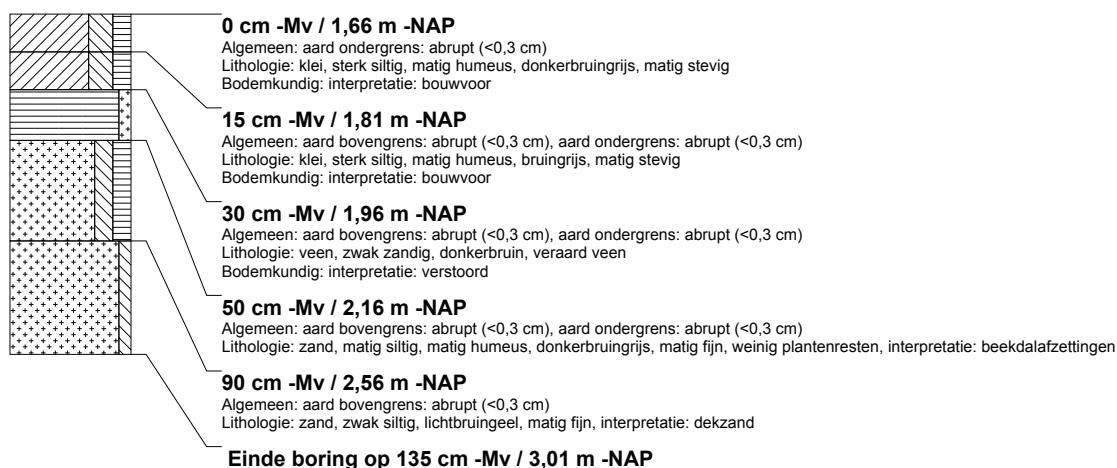 0 cm -Mv / 1,66 m -NAP
Algemeen: aard ondergrens: abrupt (<0,3 cm)
Lithologie: klei, sterk siltig, matig humeus, donkerbruingrijs, matig stevig
Bodemkundig: interpretatie: bouwvoor
15 cm -Mv / 1,81 m -NAP
Algemeen: aard bovengrens: abrupt (<0,3 cm), aard ondergrens: abrupt (<0,3 cm)
Lithologie: klei, sterk siltig, matig humeus, bruingrijs, matig stevig
Bodemkundig: interpretatie: bouwvoor
30 cm -Mv / 1,96 m -NAP
Algemeen: aard bovengrens: abrupt (<0,3 cm), aard ondergrens: abrupt (<0,3 cm)
Lithologie: veen, zwak zandig, donkerbruin, veraard veen
Bodemkundig: interpretatie: verstoord
50 cm -Mv / 2,16 m -NAP
Algemeen: aard bovengrens: abrupt (<0,3 cm), aard ondergrens: abrupt (<0,3 cm)
Lithologie: zand, matig siltig, matig humeus, donkerbruingrijs, matig fijn, weinig plantenresten, interpretatie: beekdalafzettingen
90 cm -Mv / 2,56 m -NAP
Algemeen: aard bovengrens: abrupt (<0,3 cm)
Lithologie: zand, zwak siltig, lichtbruingeel, matig fijn, interpretatie: dekzand
Einde boring op 135 cm -Mv / 3,01 m -NAP